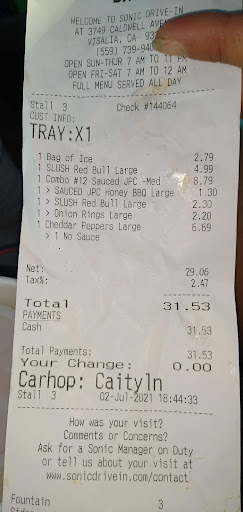 WELCOME TO SONIC DRIVE-IN
AT 3749 CALDWELL AVEN
VISALIA, CA 932
(559) 739-940
OPEN SUN-THUR 7 AM TO 11 PM
OPEN FRI-SAT 7 AM TO 12 AM
FULL MENU SERVED ALL DAY
Stall 3 Check #144064
CUST INFO:
TRAY:X1
1 Bag of Ice 2.79
1 SLUSH Red Bull Large 4.99
1 Combo #12 Sauced JPC -Med 8.79
1 > SAUCED JPC Honey BBQ Large 1.30
1 > SLUSH Red Bull Large 2.30
1 > Onion Rings Large 2.20
1 Cheddar Peppers Large 6.69
> 1 No Sauce
Net: 29.06
Tax%: 2.47
Total 31.53
PAYMENTS
Cash 31.53
Total Payments: 31.53
Your Change: 0.00
Carhop: Caityln
Stall 3 02-Jul-2021 18:44:33
How was your visit?
Comments or Concerns?
Ask for a Sonic Manager on Duty
or tell us about your visit at
www.sonicdrivein.com/contact
Fountain 3